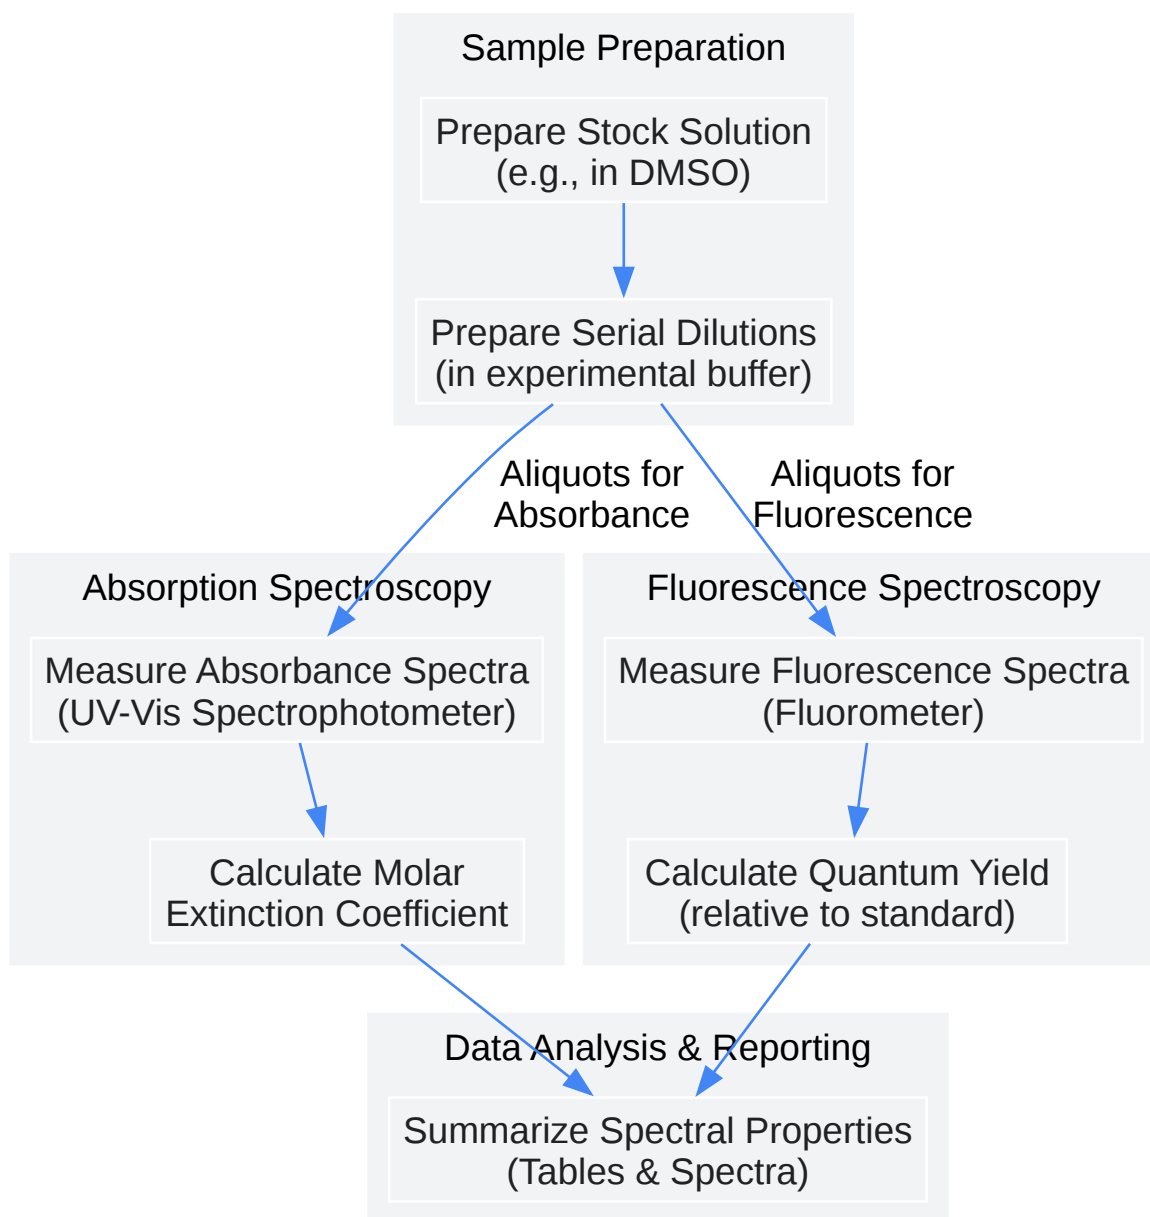 Sample Preparation
Prepare Stock Solution
(e.g., in DMSO)
Prepare Serial Dilutions
(in experimental buffer)
Aliquots for
Absorbance
Aliquots for
Fluorescence
Absorption Spectroscopy
Measure Absorbance Spectra
(UV-Vis Spectrophotometer)
Calculate Molar
Extinction Coefficient
Fluorescence Spectroscopy
Measure Fluorescence Spectra
(Fluorometer)
Calculate Quantum Yield
(relative to standard)
Data Analysis & Reporting
Summarize Spectral Properties
(Tables & Spectra)